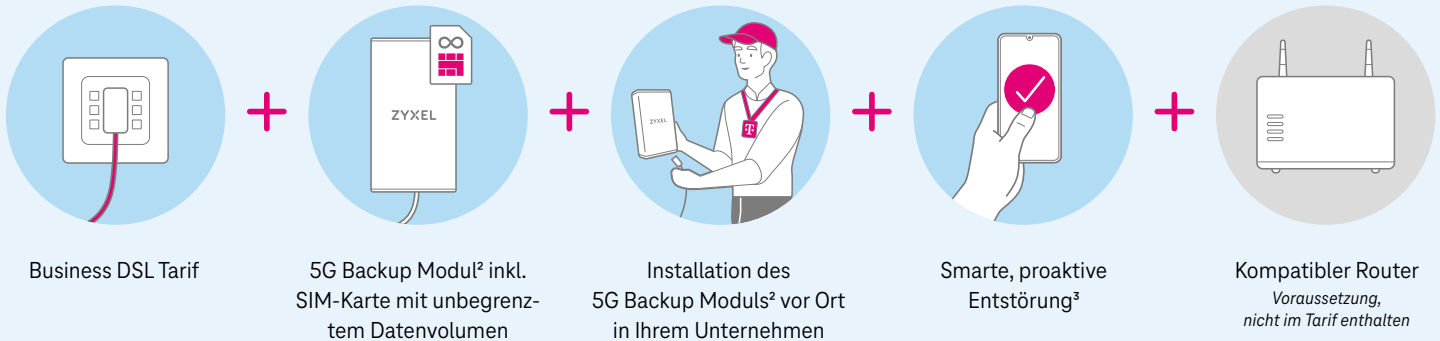 ZYXEL
ZYXEL
T
Business DSL Tarif
5G Backup Modul² inkl.
SIM-Karte mit unbegrenz-
tem Datenvolumen
Installation des
5G Backup Moduls² vor Ort
in Ihrem Unternehmen
Smarte, proaktive
Entstörung³
Kompatibler Router
Voraussetzung,
nicht im Tarif enthalten